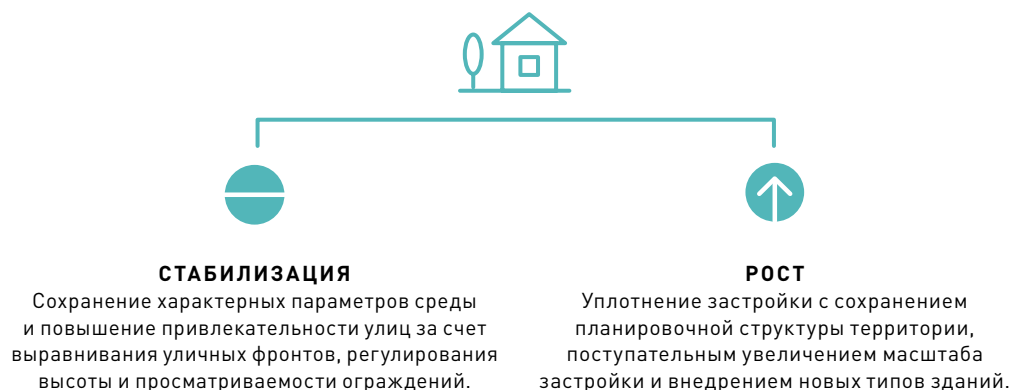 СТАБИЛИЗАЦИЯ
Сохранение характерных параметров среды
и повышение привлекательности улиц за счет
выравнивания уличных фронтов, регулирования
высоты и просматриваемости ограждений.
РОСТ
Уплотнение застройки с сохранением
планировочной структуры территории,
поступательным увеличением масштаба
застройки и внедрением новых типов зданий.